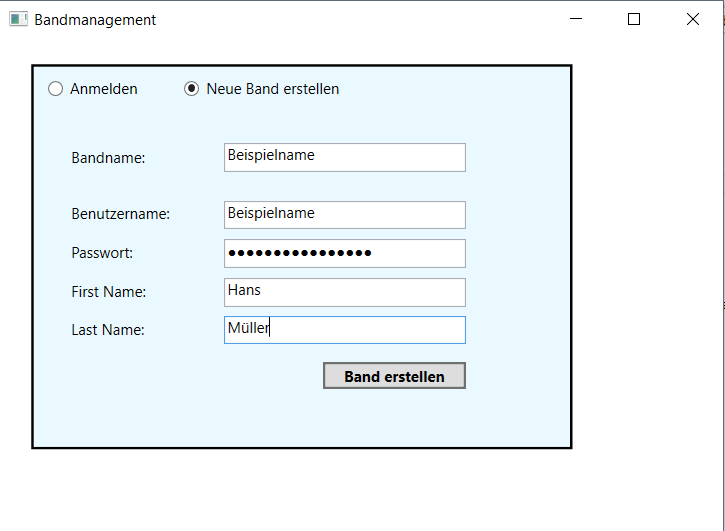 Bandmanagement
Anmelden Neue Band erstellen
Bandname: Beispielname
Benutzername: Beispielname
Passwort: ●●●●●●●●●●●●●●●●
First Name: Hans
Last Name: Müller
Band erstellen